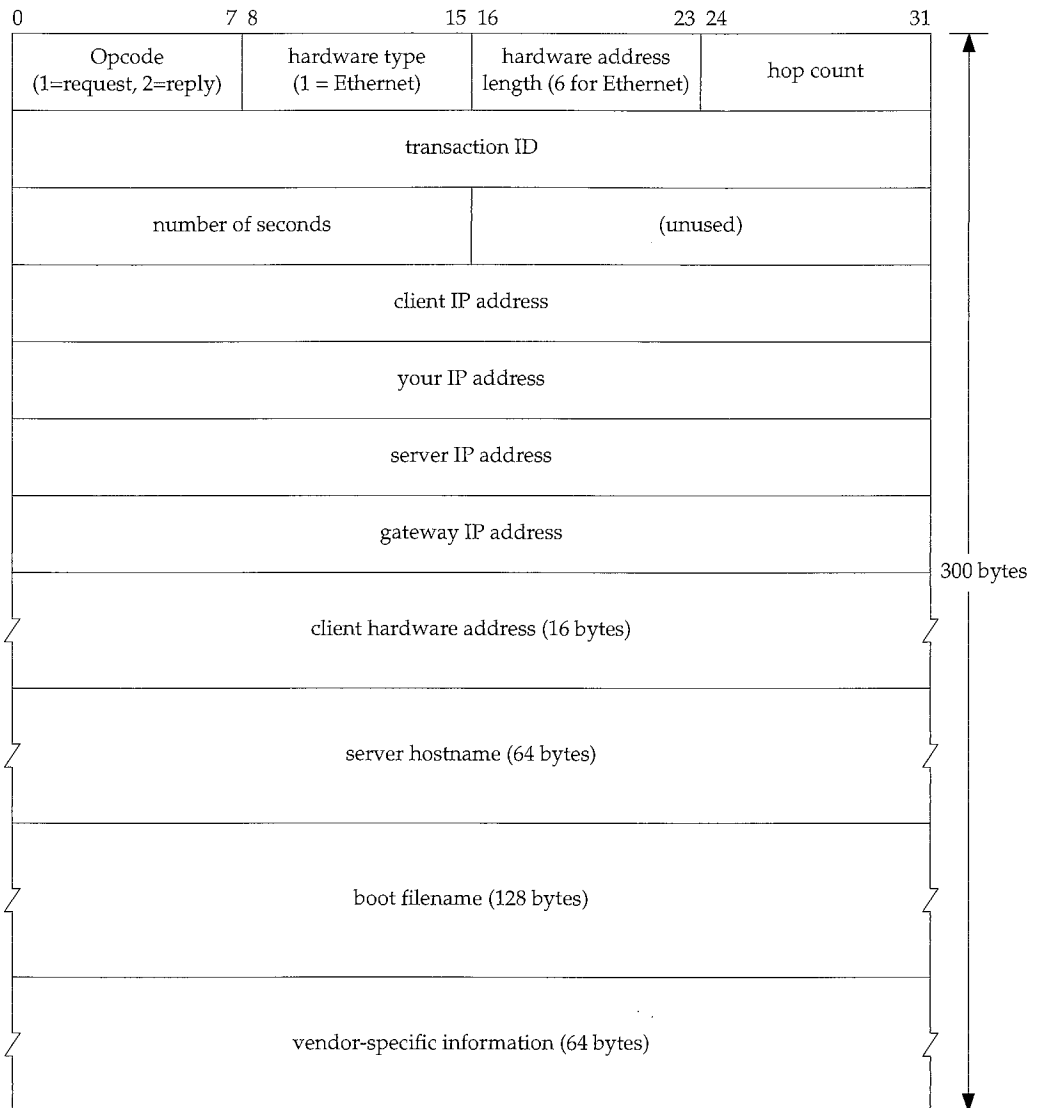 0 7 8 15 16 23 24 31
Opcode
(1=request, 2=reply)
hardware type
(1 = Ethernet)
hardware address
length (6 for Ethernet)
hop count
transaction ID
number of seconds
(unused)
client IP address
your IP address
server IP address
gateway IP address
300 bytes
client hardware address (16 bytes)
server hostname (64 bytes)
boot filename (128 bytes)
vendor-specific information (64 bytes)